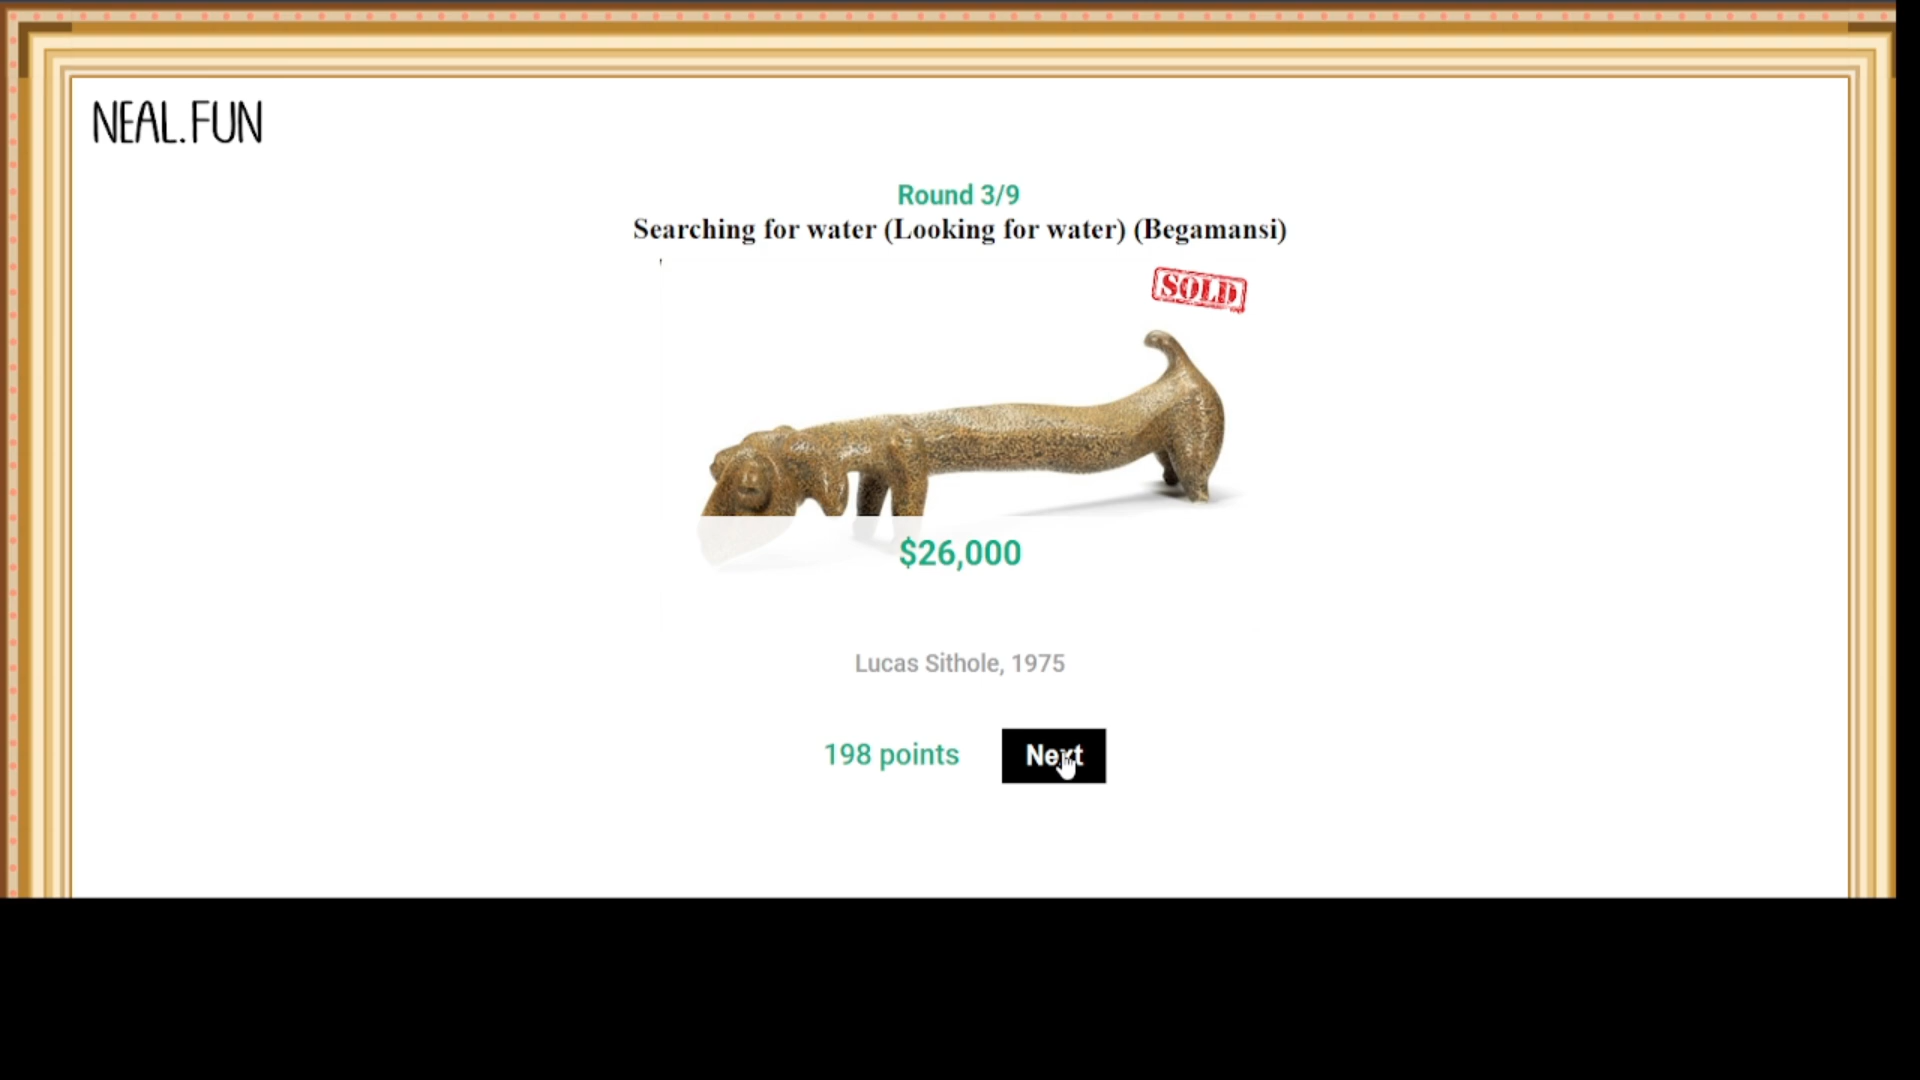 NEAL.FUN
Round 3/9
Searching for water (Looking for water) (Begamansi)
SOLD
$26,000
Lucas Sithole, 1975
198 points
Next